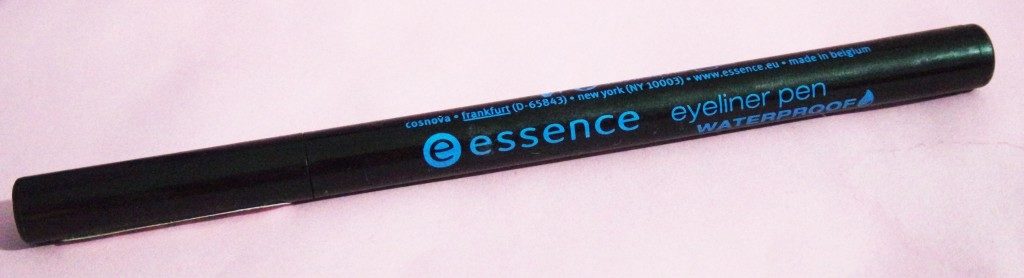 cosnova • frankfurt (D-65843) • new york (NY 10003) • www.essence.eu • made in belgium
e essence
eyeliner pen
WATERPROOF